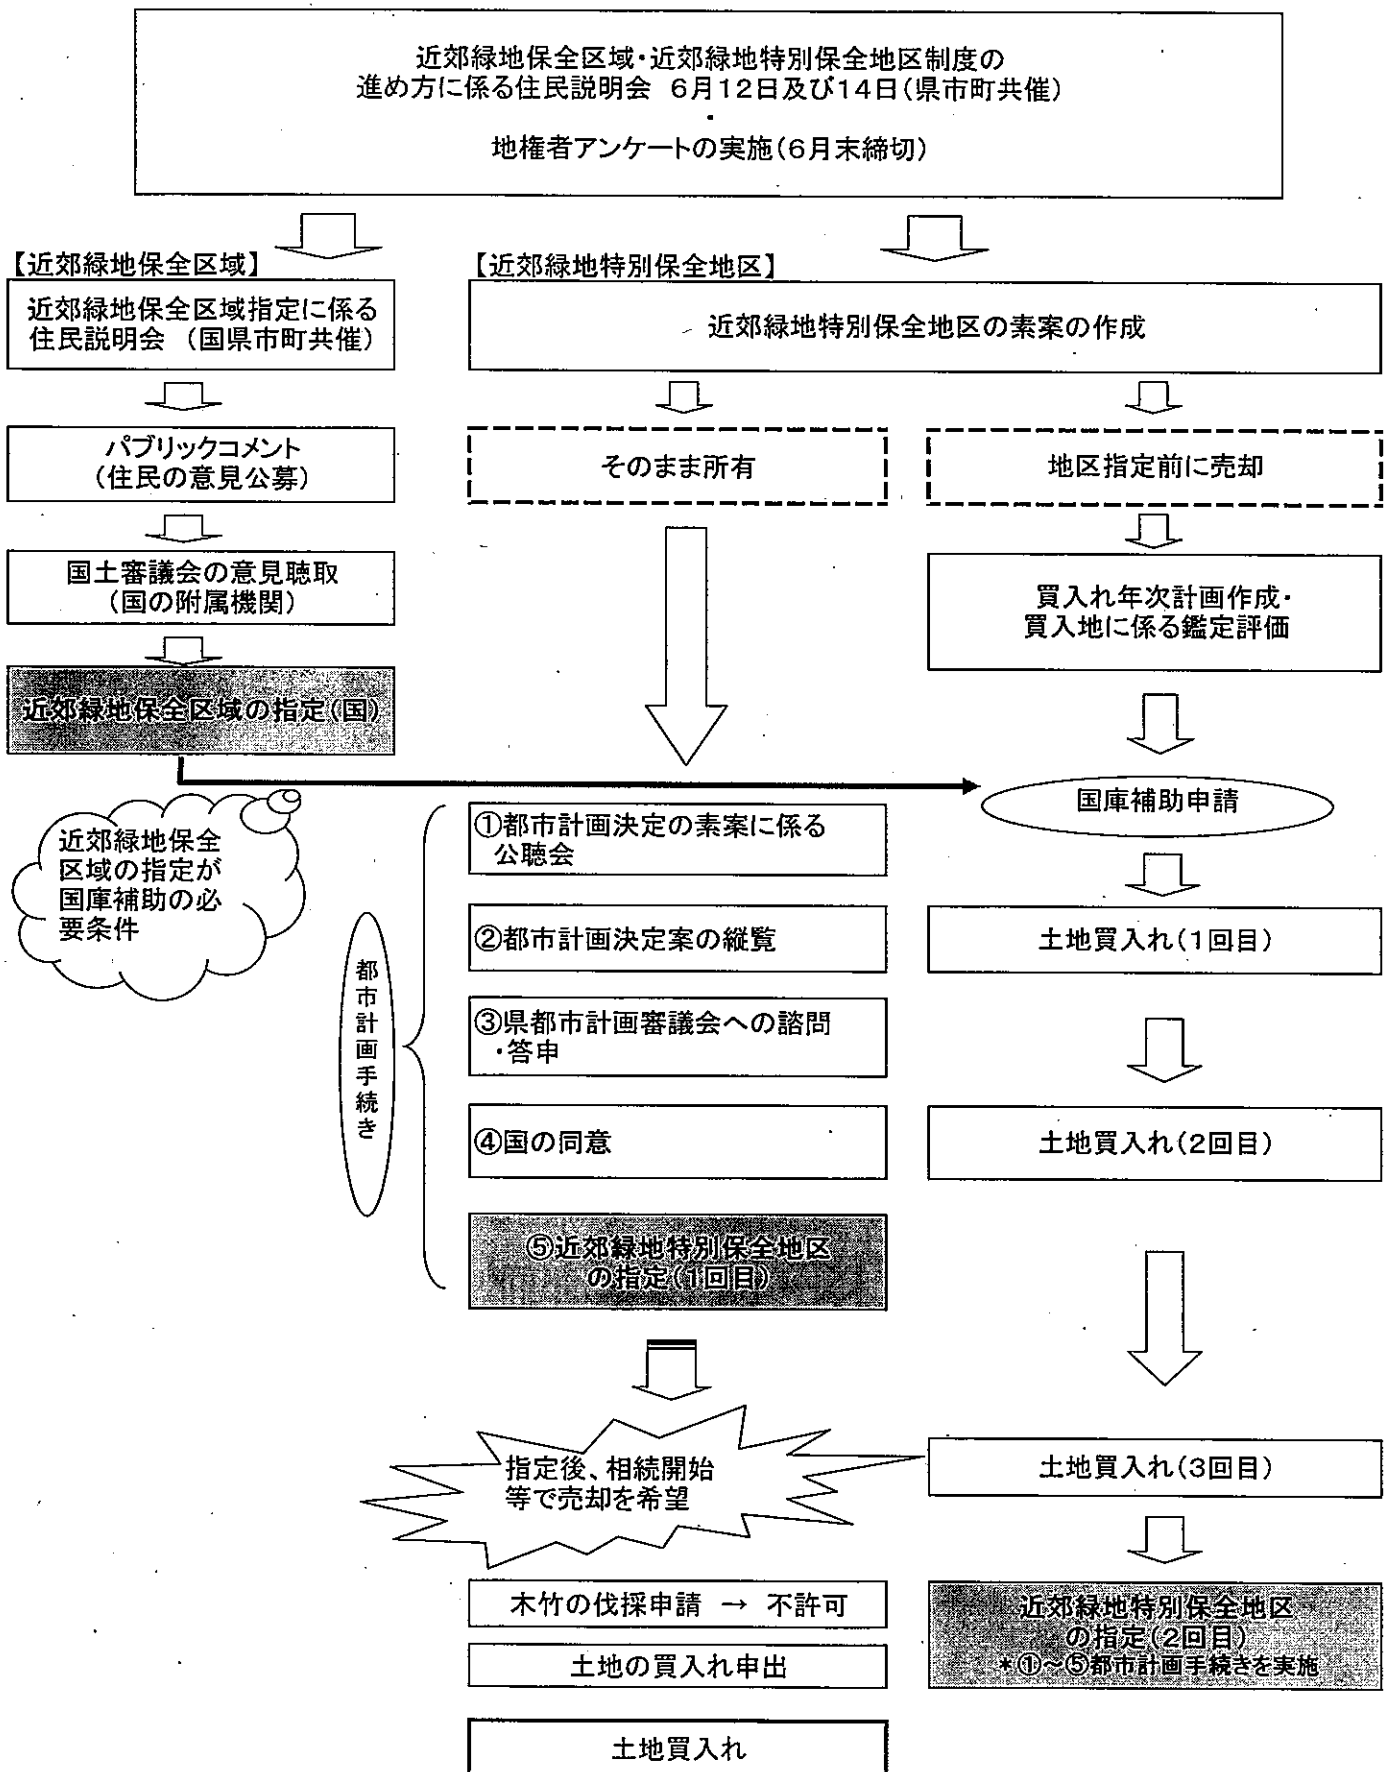 近郊緑地保全区域・近郊緑地特別保全地区制度の
進め方に係る住民説明会 6月12日及び14日(県市町共催)
・
地権者アンケートの実施(6月末締切)
【近郊緑地保全区域】
近郊緑地保全区域指定に係る
住民説明会 (国県市町共催)
パブリックコメント
(住民の意見公募)
国土審議会の意見聴取
(国の附属機関)
近郊緑地保全区域の指定(国)
近郊緑地保全
区域の指定が
国庫補助の必
要条件
【近郊緑地特別保全地区】
近郊緑地特別保全地区の素案の作成
そのまま所有
都市計画手続き
①都市計画決定の素案に係る
公聴会
②都市計画決定案の縦覧
③県都市計画審議会への諮問
・答申
④国の同意
⑤近郊緑地特別保全地区
の指定(1回目)
指定後、相続開始
等で売却を希望
木竹の伐採申請 → 不許可
土地の買入れ申出
土地買入れ
地区指定前に売却
買入れ年次計画作成・
買入地に係る鑑定評価
国庫補助申請
土地買入れ(1回目)
土地買入れ(2回目)
土地買入れ(3回目)
近郊緑地特別保全地区
の指定(2回目)
*①～⑤都市計画手続きを実施